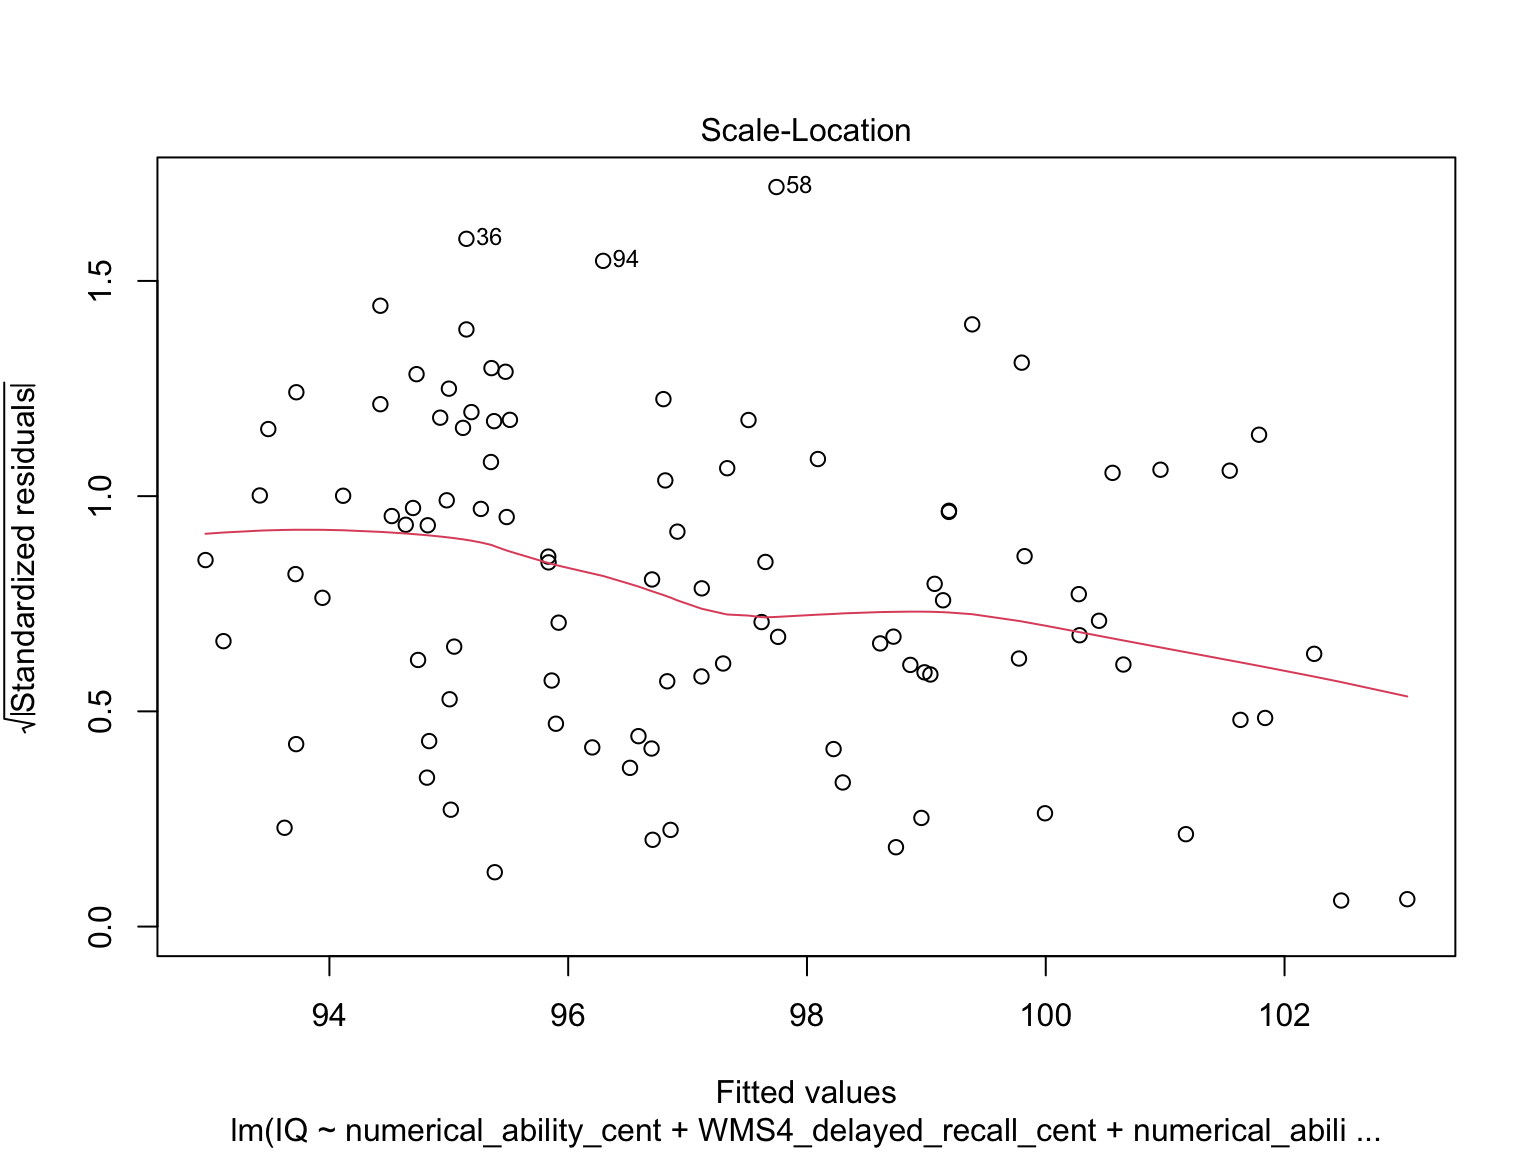 Scale-Location
58
36
94
√|Standardized residuals|
1.5
1.0
0.5
0.0
94 96 98 100 102
Fitted values
lm(IQ ~ numerical_ability_cent + WMS4_delayed_recall_cent + numerical_abili ...